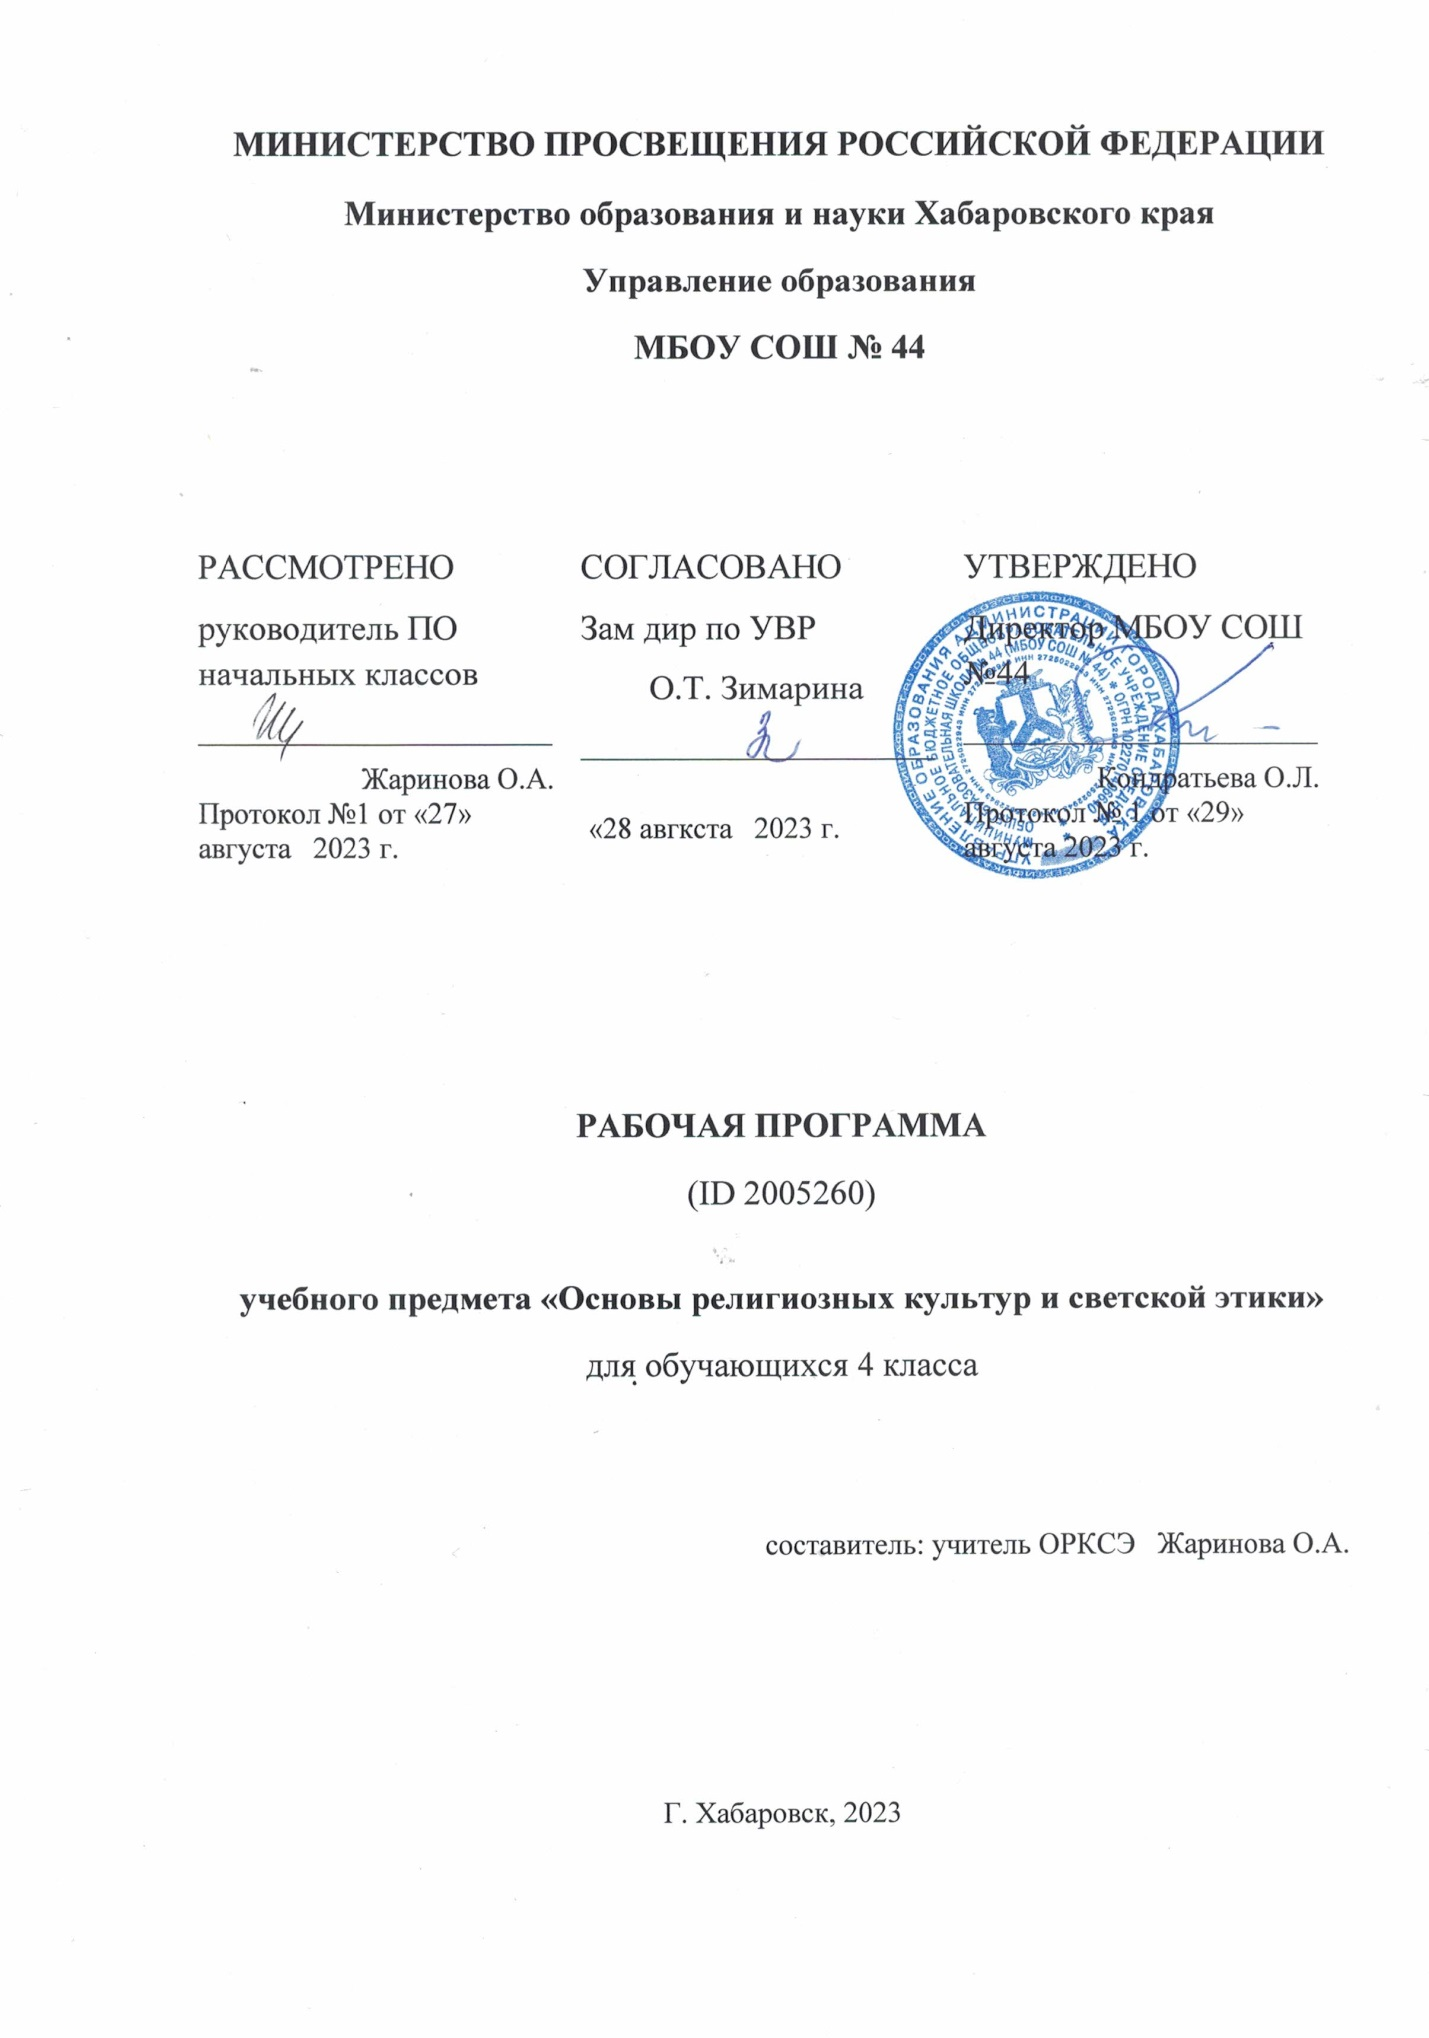 МИНИСТЕРСТВО ПРОСВЕЩЕНИЯ РОССИЙСКОЙ ФЕДЕРАЦИИ
Министерство образования и науки Хабаровского края
Управление образования
МБОУ СОШ № 44
РАССМОТРЕНО
руководитель ПО
начальных классов
Жаринова О.А.
Протокол №1 от «27»
августа 2023 г.
СОГЛАСОВАНО
Зам дир по УВР
О.Т. Зимарина
«28 авгкста 2023 г.
УТВЕРЖДЕНО
Директор МБОУ СОШ
№44
Кондратьева О.Л.
Протокол № 1 от «29»
августа 2023 г.
РАБОЧАЯ ПРОГРАММА
(ID 2005260)
учебного предмета «Основы религиозных культур и светской этики»
для обучающихся 4 класса
составитель: учитель ОРКСЭ Жаринова О.А.
Г. Хабаровск, 2023